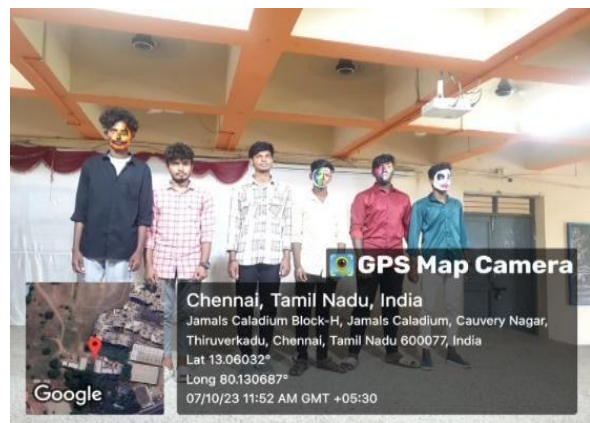 GPS Map Camera
Chennai, Tamil Nadu, India
Jamals Caladium Block-H, Jamals Caladium, Cauvery Nagar,
Thiruverkadu, Chennai, Tamil Nadu 600077, India
Lat 13.06032°
Long 80.130687°
07/10/23 11:52 AM GMT +05:30
Google